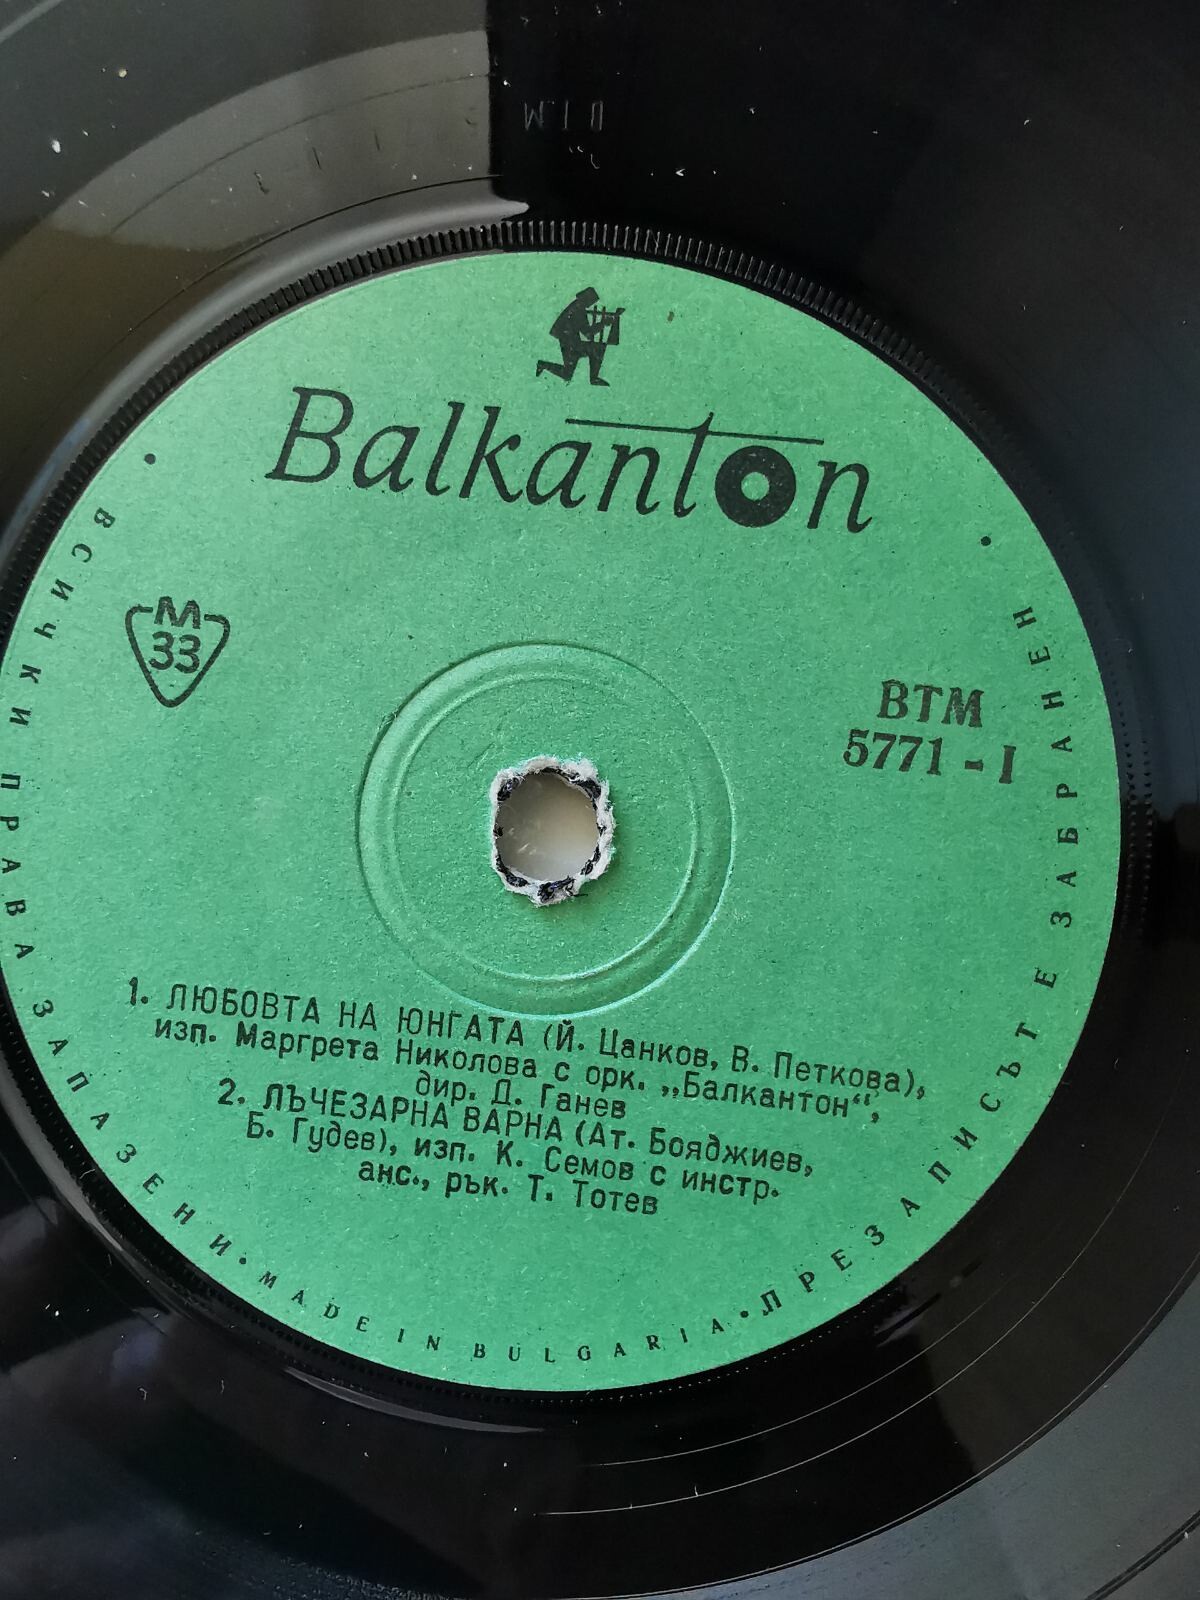 Balkanton
М
33
ВТМ
5771 - I
1. ЛЮБОВТА НА ЮНГАТА (Й. Цанков, В. Петкова),
изп. Маргрета Николова с орк. „Балкантон“,
дир. Д. Ганев
2. ЛЪЧЕЗАРНА ВАРНА (Ат. Бояджиев,
Б. Гудев), изп. К. Семов с инстр.
анс., рък. Т. Тотев
ВСИЧКИ ПРАВА ЗАПАЗЕНИ • MADE IN BULGARIA • ПРЕЗАПИСЪТ Е ЗАБРАНЕН